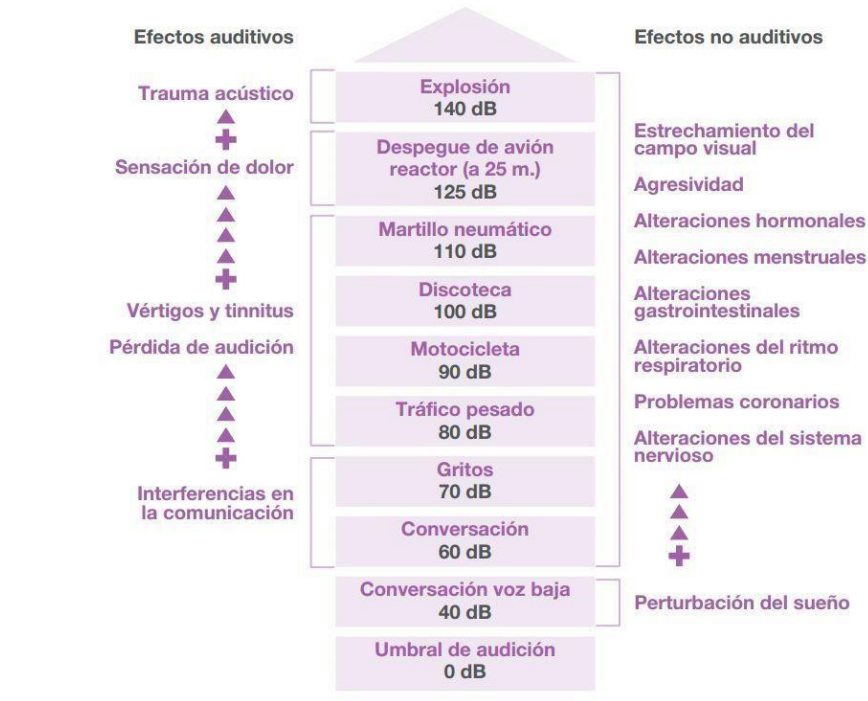 Efectos auditivos
Trauma acústico
Sensación de dolor
Vértigos y tinnitus
Pérdida de audición
Interferencias en
la comunicación
Explosión
140 dB
Despegue de avión
reactor (a 25 m.)
125 dB
Martillo neumático
110 dB
Discoteca
100 dB
Motocicleta
90 dB
Tráfico pesado
80 dB
Gritos
70 dB
Conversación
60 dB
Conversación voz baja
40 dB
Umbral de audición
0 dB
Efectos no auditivos
Estrechamiento del
campo visual
Agresividad
Alteraciones hormonales
Alteraciones menstruales
Alteraciones
gastrointestinales
Alteraciones del ritmo
respiratorio
Problemas coronarios
Alteraciones del sistema
nervioso
Perturbación del sueño